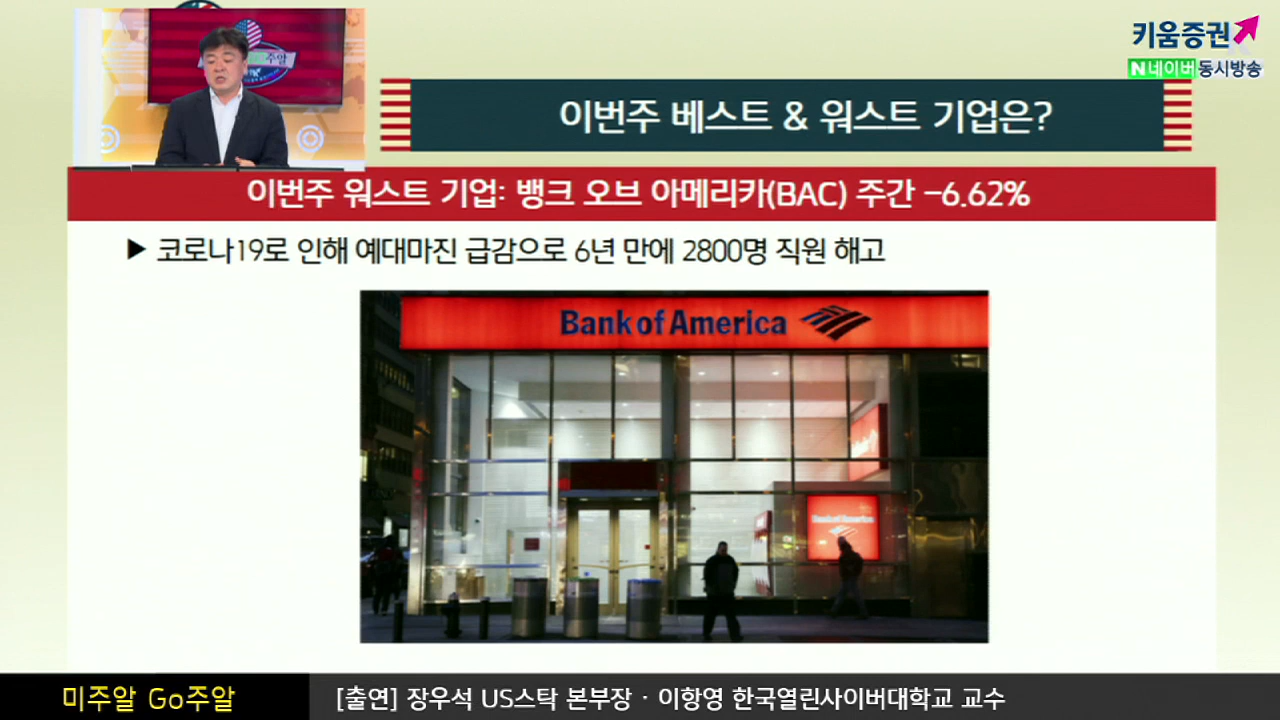 키움증권
N 네이버 동시방송
이번주 베스트 & 워스트 기업은?
이번주 워스트 기업: 뱅크 오브 아메리카(BAC) 주간 -6.62%
▶ 코로나19로 인해 예대마진 급감으로 6년 만에 2800명 직원 해고
Bank of America
Bank of America
미주알 Go주알
[출연] 장우석 US스탁 본부장 · 이항영 한국열린사이버대학교 교수